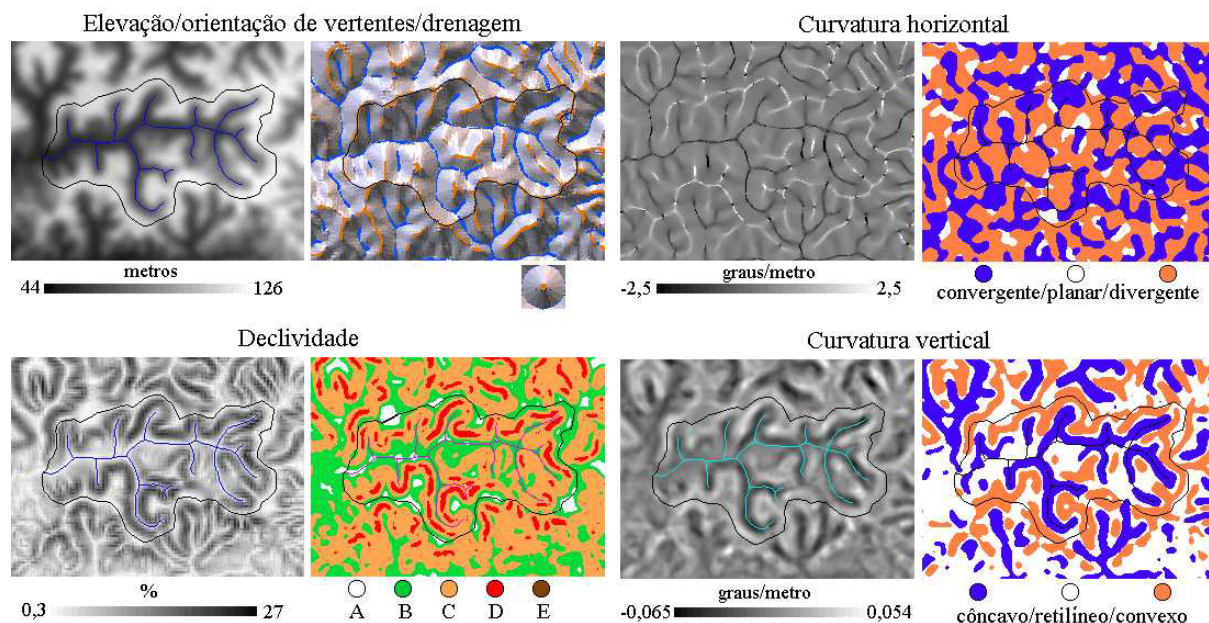 Elevação/orientação de vertentes/drenagem
Curvatura horizontal
metros
44 126
graus/metro
-2,5 2,5
convergente/planar/divergente
Declividade
Curvatura vertical
%
0,3 27
A B C D E
graus/metro
-0,065 0,054
côncavo/retilíneo/convexo